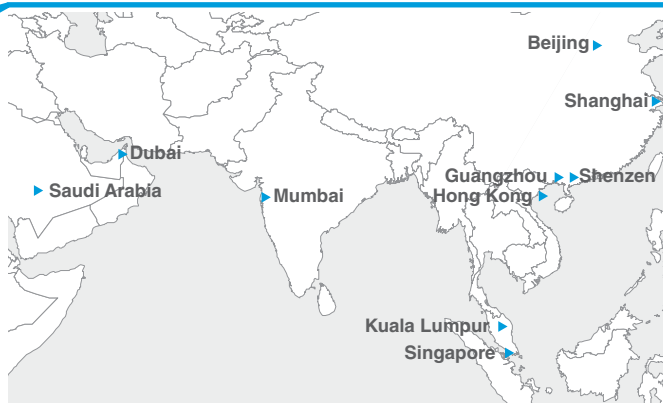 Beijing
Shanghai
Dubai
Guangzhou
Shenzen
Saudi Arabia
Mumbai
Hong Kong
Kuala Lumpur
Singapore